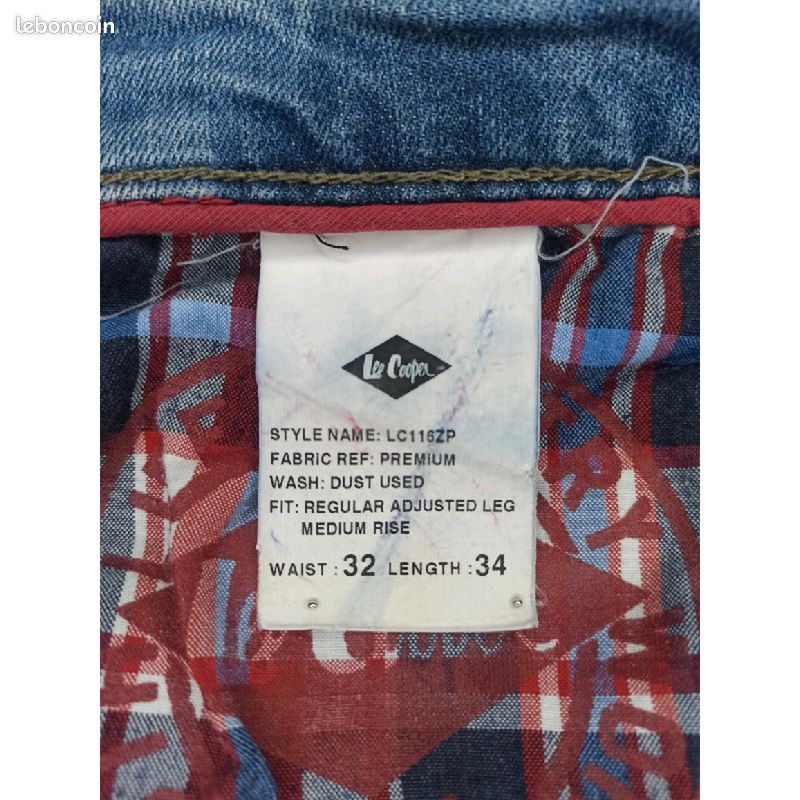 leboncoin
Lee Cooper
STYLE NAME: LC116ZP
FABRIC REF: PREMIUM
WASH: DUST USED
FIT: REGULAR ADJUSTED LEG
MEDIUM RISE
WAIST : 32 LENGTH : 34